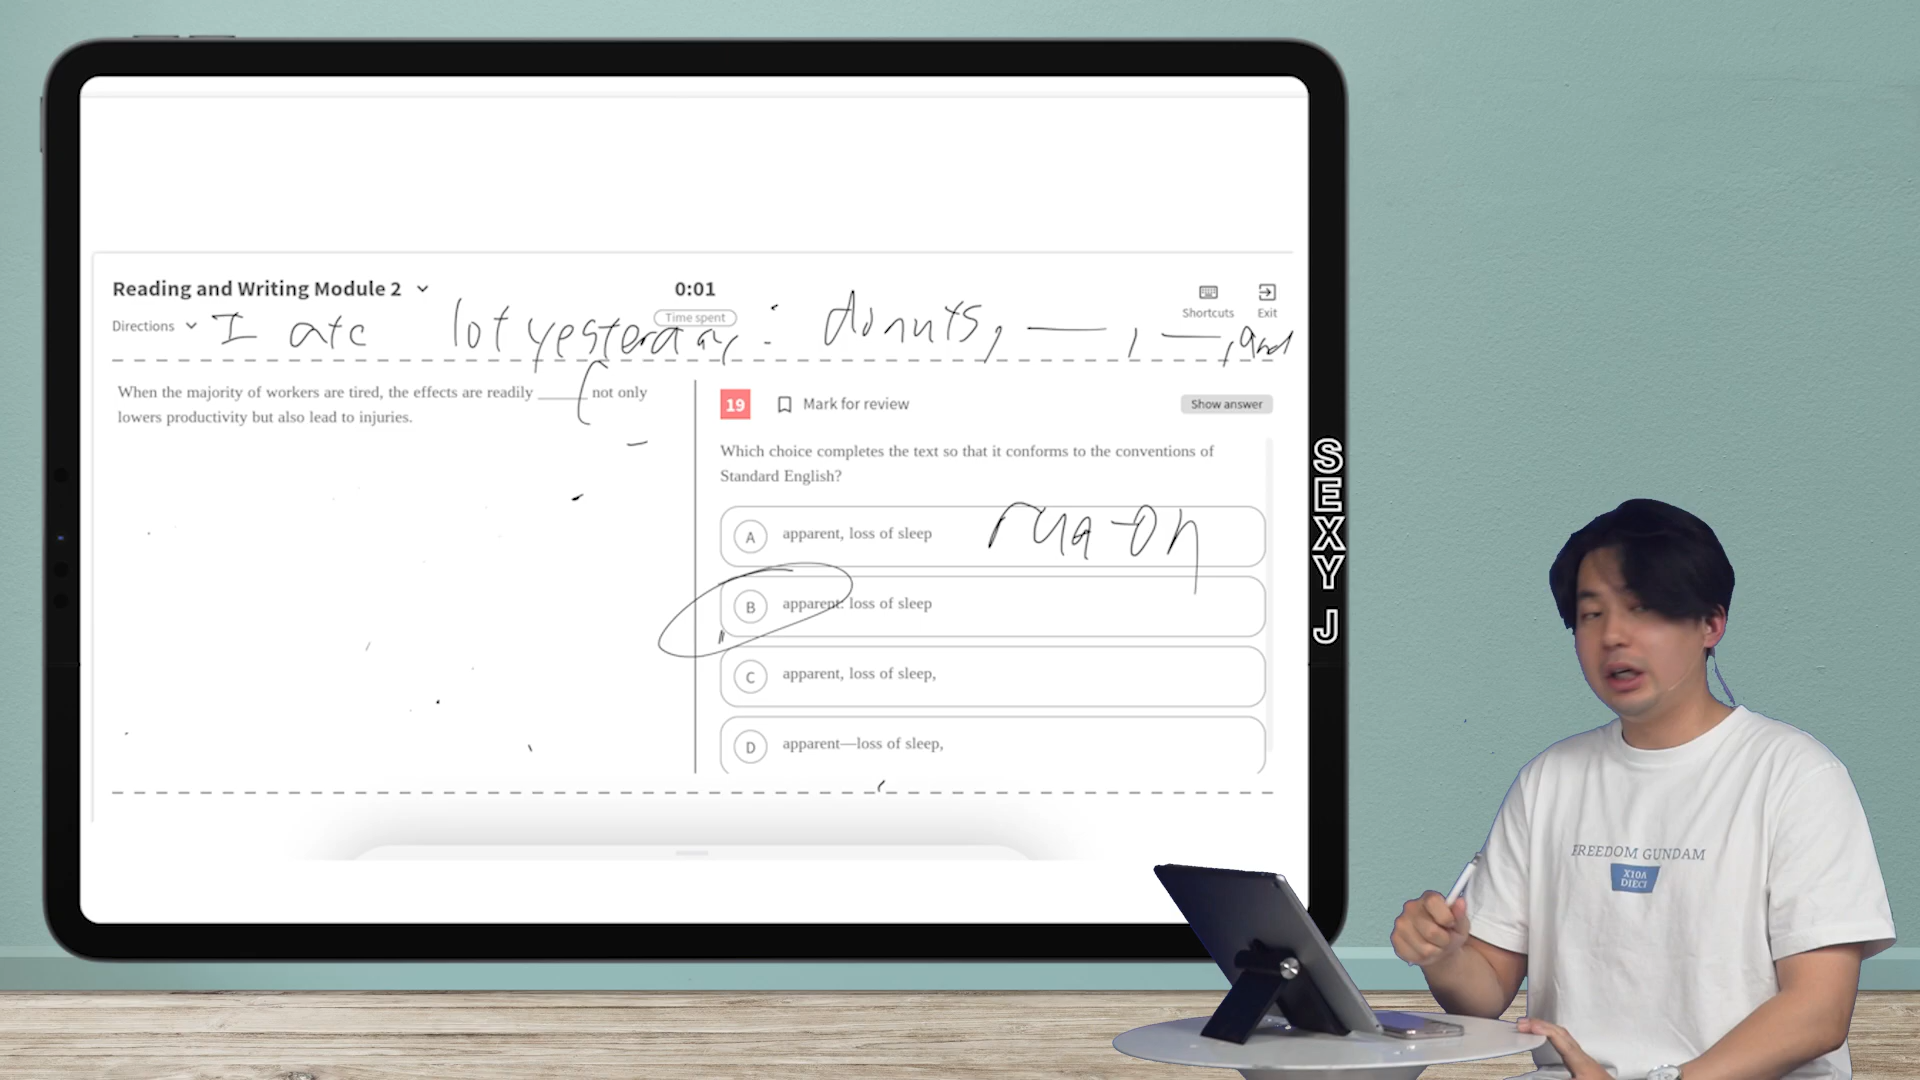 Reading and Writing Module 2
0:01
Time spent
Shortcuts
Exit
Directions
I ate lot yesterday: donuts, —, —, and
When the majority of workers are tired, the effects are readily _____ not only
lowers productivity but also lead to injuries.
19
Mark for review
Show answer
Which choice completes the text so that it conforms to the conventions of
Standard English?
A apparent, loss of sleep
run-on
B apparent: loss of sleep
C apparent, loss of sleep,
D apparent—loss of sleep,
SEXY J
FREEDOM GUNDAM
X10A
DIECI